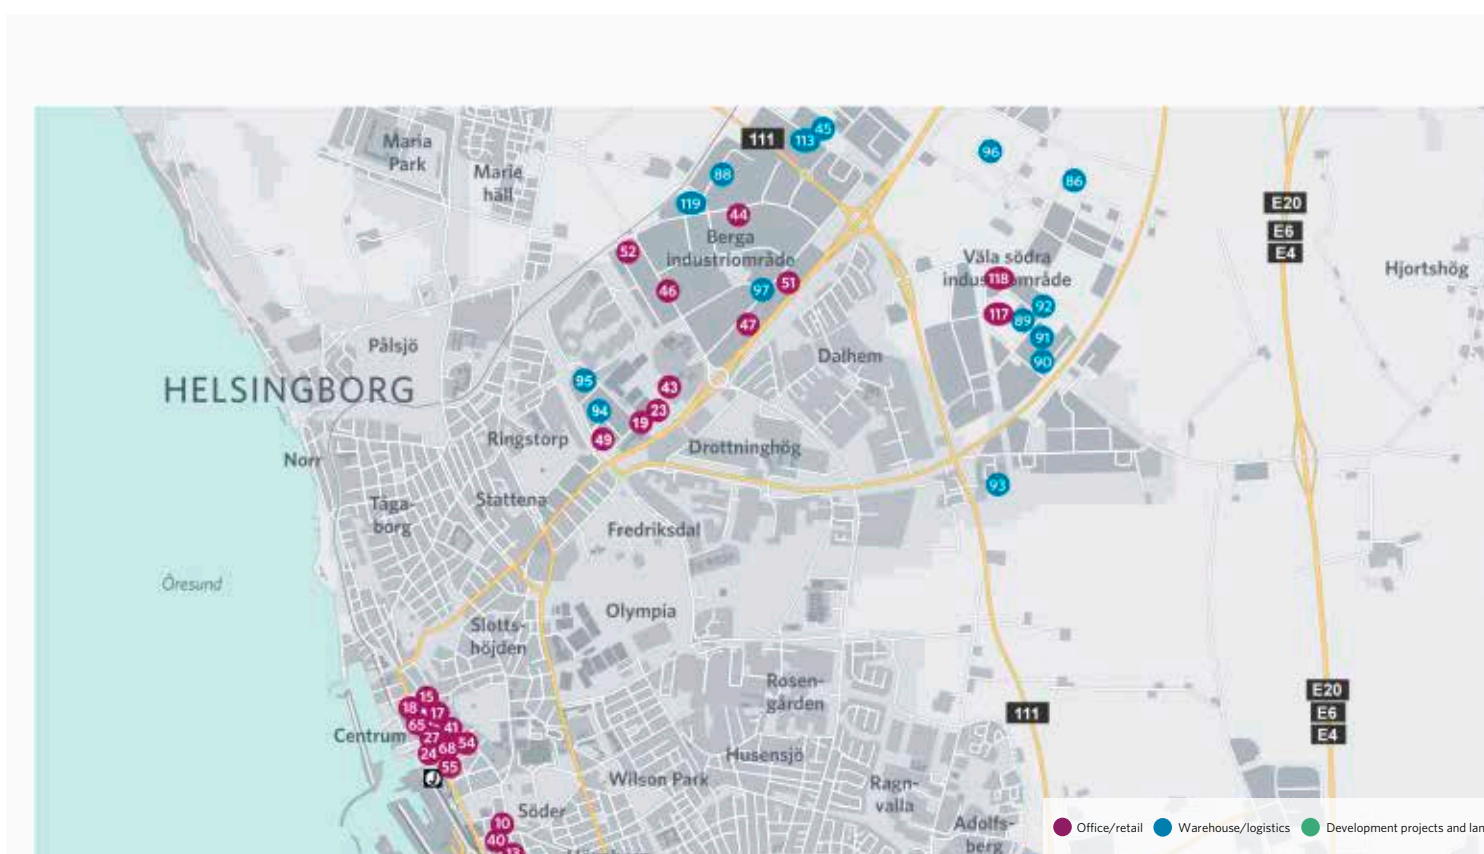 111
45
113
96
Maria
Park
Marie
häll
88
86
119
44
E20
E6
E4
Berga
industriområde
52
Väla södra
Hjortshög
118
46
97
51
92
117
89
47
91
Pålsjö
Dalhem
90
HELSINGBORG
95
43
94
23
19
Ringstorp
49
Drottninghög
Norr
93
Tåga-
borg
Stattena
Fredriksdal
Öresund
Olympia
Slotts-
höjden
Rosen-
gården
E20
E6
E4
111
15
18
17
65
41
Centrum
27
54
24
68
55
Husensjö
Wilson Park
Ragn-
valla
Söder
10
40
13
Adolfs-
berg
Office/retail
Warehouse/logistics
Development projects and lan